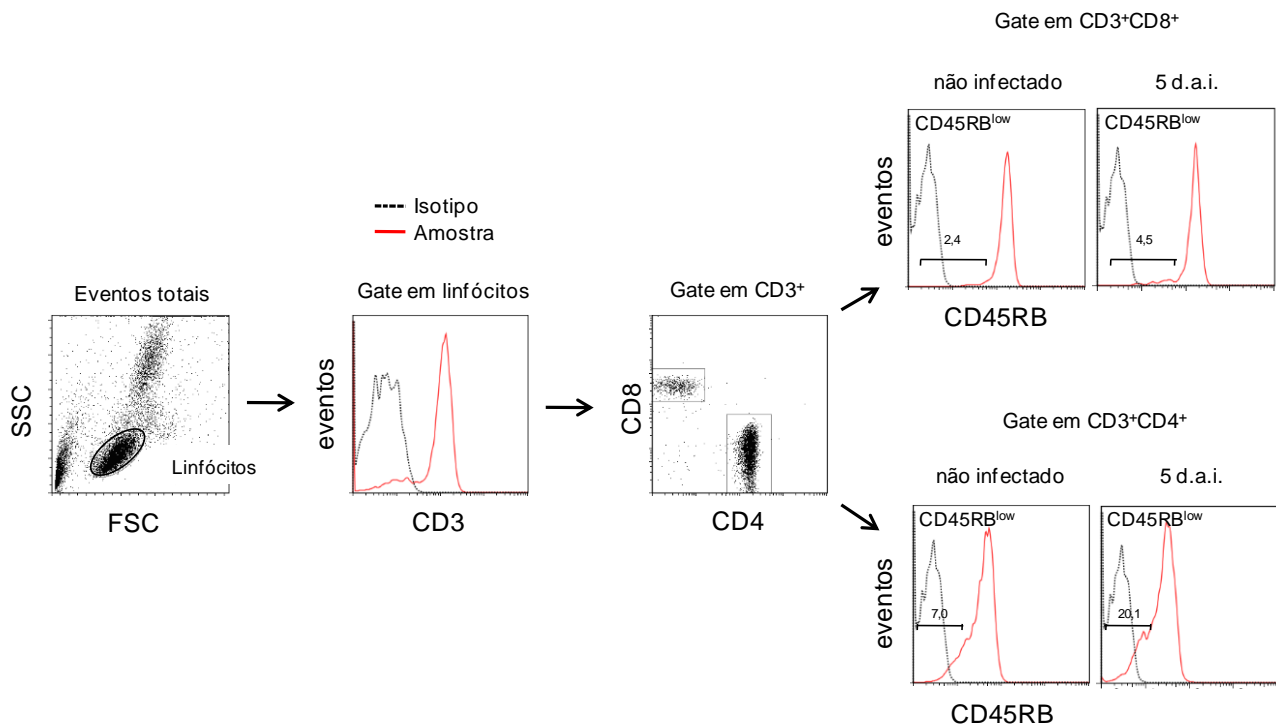 Gate em CD3⁺CD8⁺
não infectado
5 d.a.i.
CD45RBˡᵒʷ
CD45RBˡᵒʷ
eventos
2,4
4,5
CD45RB
Isotipo
Amostra
Eventos totais
Gate em linfócitos
Gate em CD3⁺
SSC
Linfócitos
FSC
eventos
CD3
CD8
CD4
Gate em CD3⁺CD4⁺
não infectado
5 d.a.i.
CD45RBˡᵒʷ
CD45RBˡᵒʷ
eventos
7,0
20,1
CD45RB